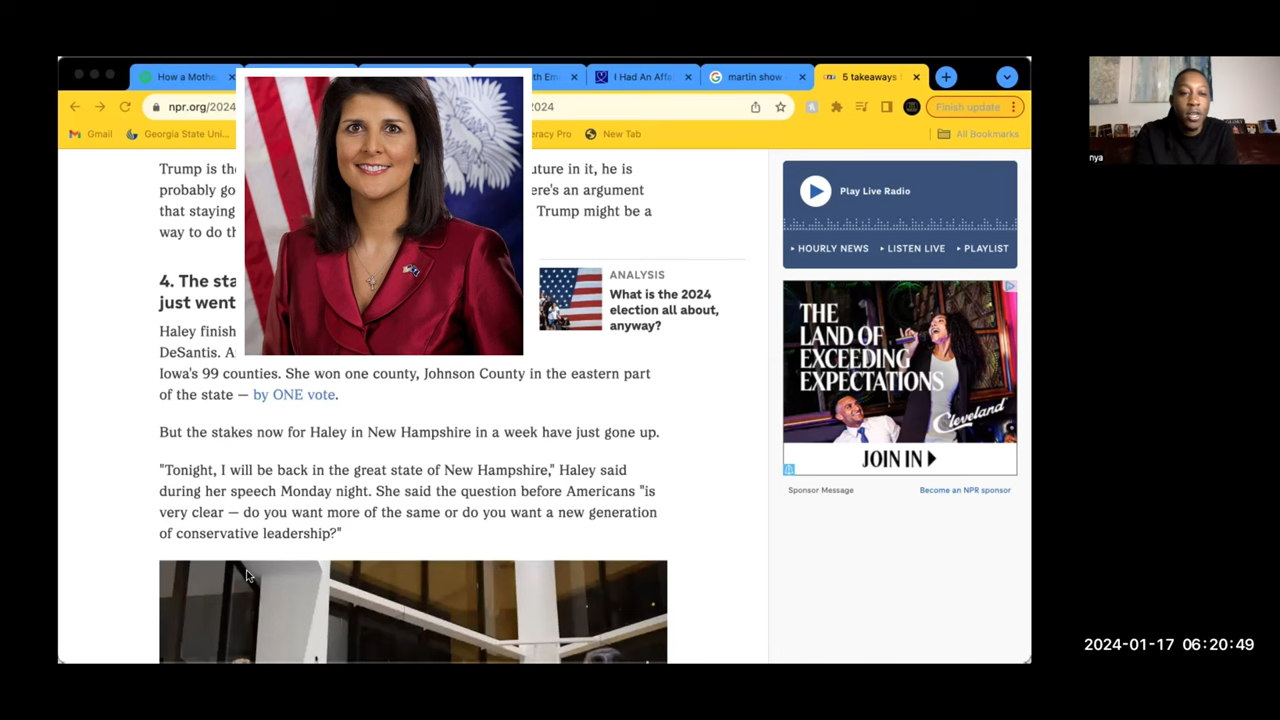 How a Mothe
th Em
I Had An Affa
martin show
5 takeaways
npr.org/2024
2024
Finish update
Gmail
Georgia State Uni...
eracy Pro
New Tab
All Bookmarks
nya
Trump is th
uture in it, he is
probably go
ere's an argument
that staying
Trump might be a
way to do th
4. The sta
just went
ANALYSIS
What is the 2024
election all about,
anyway?
Haley finish
DeSantis. A
Iowa's 99 counties. She won one county, Johnson County in the eastern part
of the state — by ONE vote.
But the stakes now for Haley in New Hampshire in a week have just gone up.
"Tonight, I will be back in the great state of New Hampshire," Haley said
during her speech Monday night. She said the question before Americans "is
very clear — do you want more of the same or do you want a new generation
of conservative leadership?"
Play Live Radio
HOURLY NEWS
LISTEN LIVE
PLAYLIST
THE
LAND OF
EXCEEDING
EXPECTATIONS
Cleveland
JOIN IN
Sponsor Message
Become an NPR sponsor
2024-01-17 06:20:49